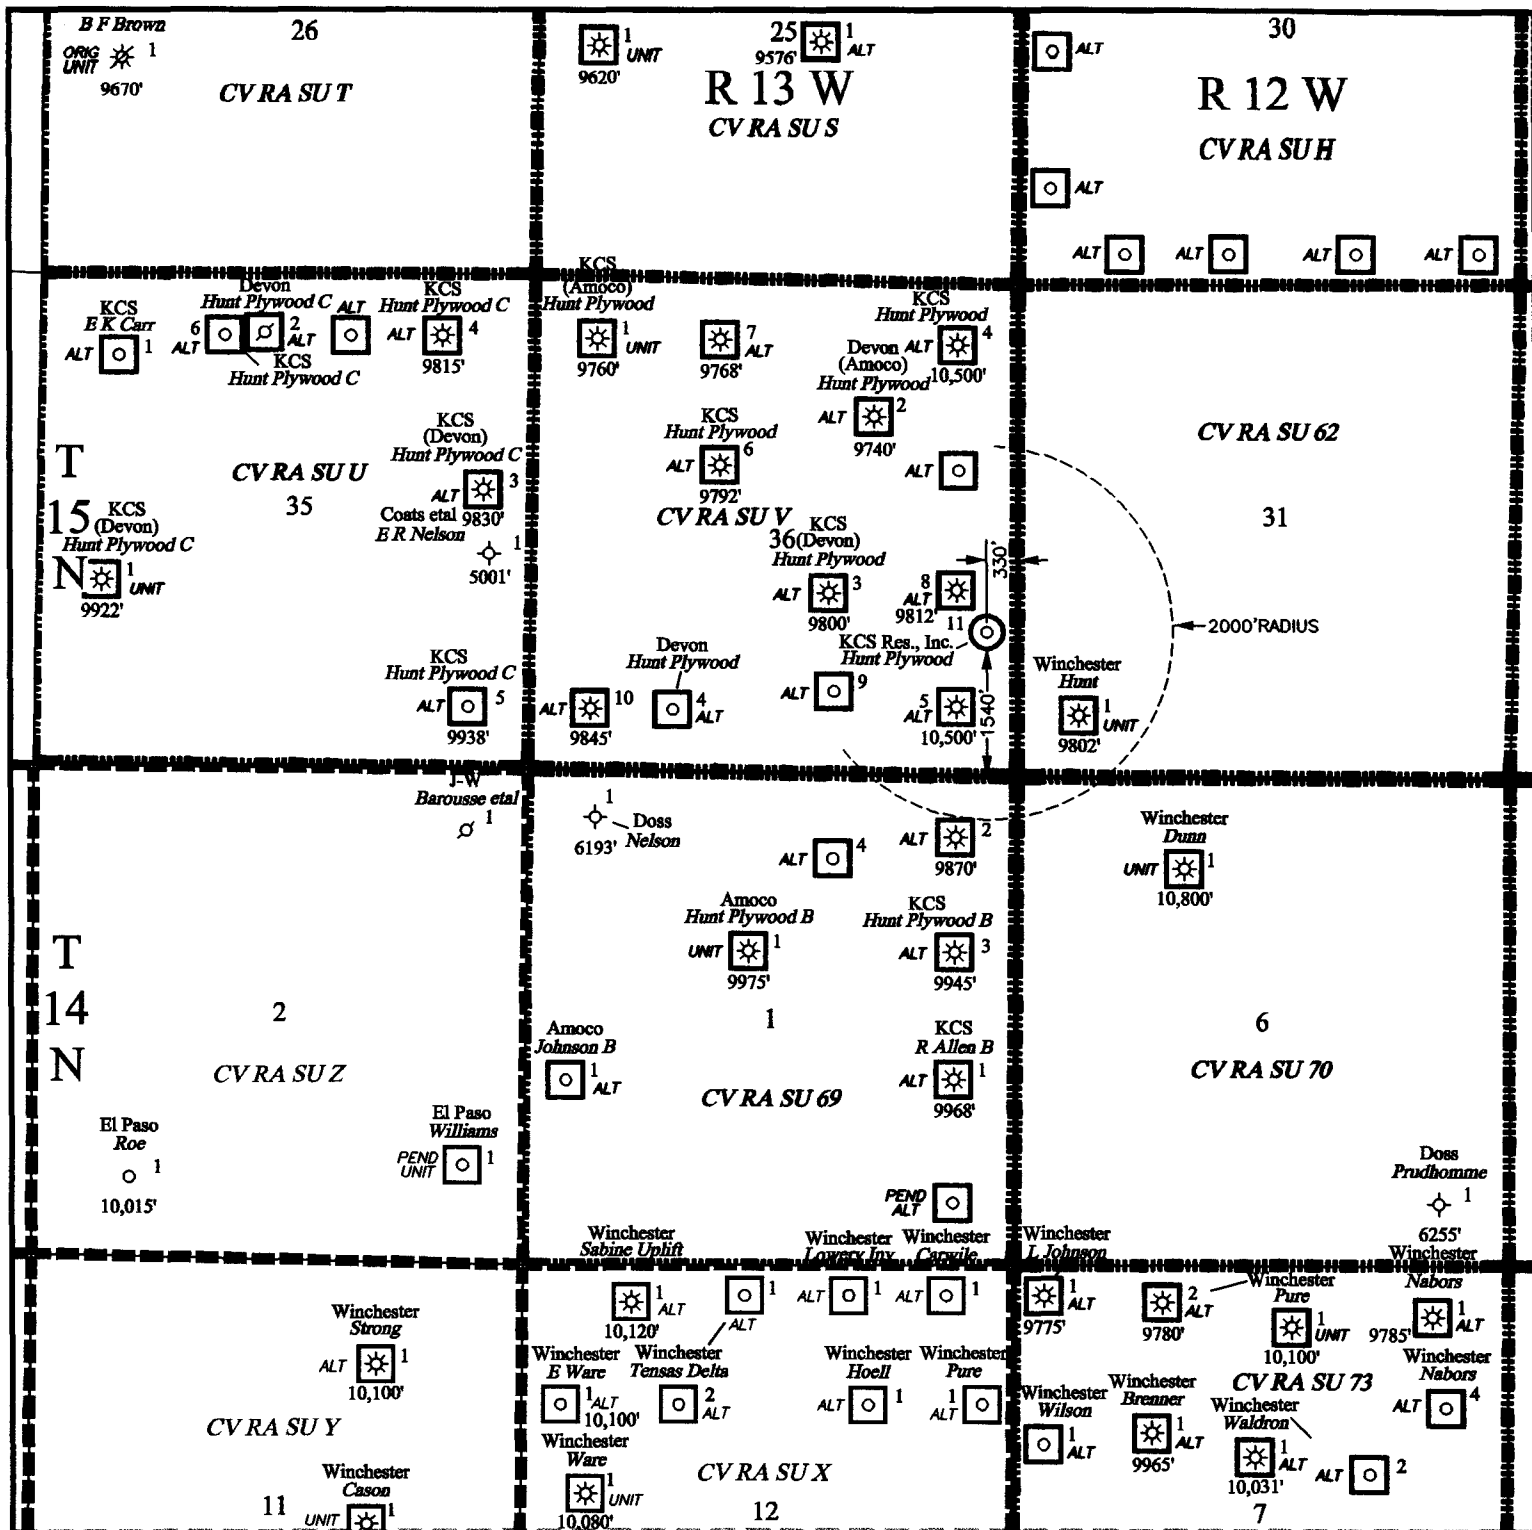 B F Brown
ORIG
UNIT
1
9670'
26
CV RA SU T
1
UNIT
9620'
25
1
ALT
9576'
R 13 W
CV RA SU S
30
ALT
R 12 W
CV RA SU H
ALT
ALT
ALT
ALT
ALT
KCS
E K Carr
ALT
1
Devon
Hunt Plywood C
6
ALT
2
ALT
ALT
KCS
Hunt Plywood C
KCS
Hunt Plywood C
ALT
4
9815'
KCS
(Amoco)
Hunt Plywood
1
UNIT
9760'
7
ALT
9768'
KCS
Hunt Plywood
4
ALT
10,500'
Devon
(Amoco)
Hunt Plywood
ALT
2
9740'
KCS
Hunt Plywood
ALT
6
9792'
ALT
CV RA SU V
36
KCS
(Devon)
Hunt Plywood
ALT
3
9800'
8
ALT
9812'
330'
11
KCS Res., Inc.
Hunt Plywood
1540'
2000'RADIUS
CV RA SU 62
31
T
15
N
KCS
(Devon)
Hunt Plywood C
1
UNIT
9922'
CV RA SU U
35
KCS
(Devon)
Hunt Plywood C
ALT
3
9830'
Coats etal
E R Nelson
1
5001'
KCS
Hunt Plywood C
ALT
5
9938'
ALT
10
9845'
Devon
Hunt Plywood
4
ALT
ALT
9
5
ALT
10,500'
Winchester
Hunt
1
UNIT
9802'
J-W
Barousse etal
1
1
Doss
Nelson
6193'
ALT
4
ALT
2
9870'
Winchester
Dunn
UNIT
1
10,800'
Amoco
Hunt Plywood B
UNIT
1
9975'
KCS
Hunt Plywood B
ALT
3
9945'
T
14
N
2
CV RA SU Z
Amoco
Johnson B
1
ALT
1
CV RA SU 69
KCS
R Allen B
ALT
1
9968'
6
CV RA SU 70
El Paso
Roe
1
10,015'
El Paso
Williams
PEND
UNIT
1
PEND
ALT
Doss
Prudhomme
1
6255'
Winchester
Sabine Uplift
1
ALT
10,120'
1
ALT
Winchester
Tensas Delta
2
ALT
Winchester
Lowery Inv
ALT
1
Winchester
Carwile
ALT
1
Winchester
L Johnson
1
ALT
9775'
2
ALT
9780'
Winchester
Pure
1
UNIT
10,100'
Winchester
Nabors
1
ALT
9785'
Winchester
Strong
ALT
1
10,100'
Winchester
E Ware
1
ALT
10,100'
Winchester
Hoell
ALT
1
Winchester
Pure
1
ALT
Winchester
Wilson
1
ALT
Winchester
Brenner
1
ALT
9965'
CV RA SU 73
Winchester
Waldron
1
ALT
10,031'
ALT
2
Winchester
Nabors
ALT
4
CV RA SU Y
11
Winchester
Cason
UNIT
1
Winchester
Ware
1
UNIT
10,080'
CV RA SU X
12
7